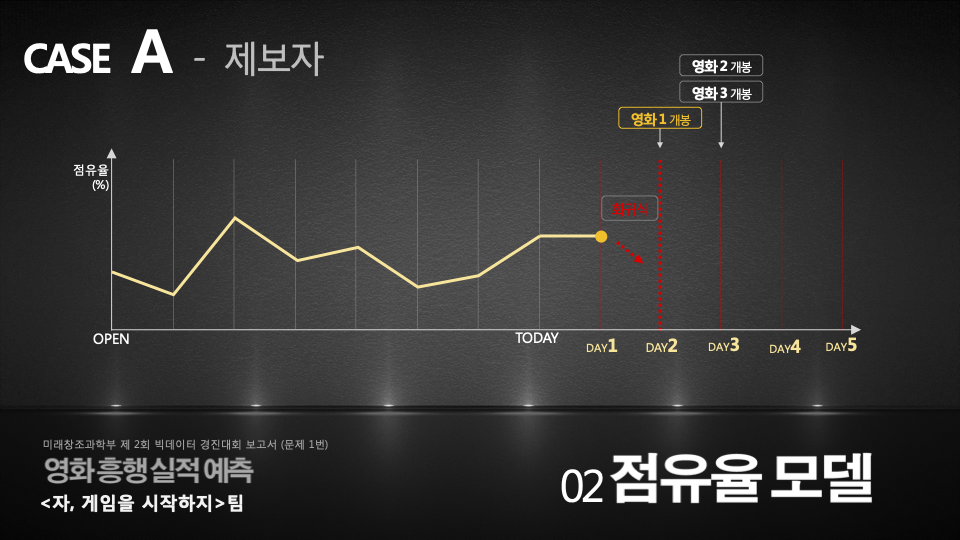 CASE A - 제보자
영화 2 개봉
영화 3 개봉
영화 1 개봉
점유율
(%)
회귀식
OPEN
TODAY
DAY1
DAY2
DAY3
DAY4
DAY5
미래창조과학부 제 2회 빅데이터 경진대회 보고서 (문제 1번)
영화 흥행 실적 예측
<자, 게임을 시작하지>팀
02 점유율 모델